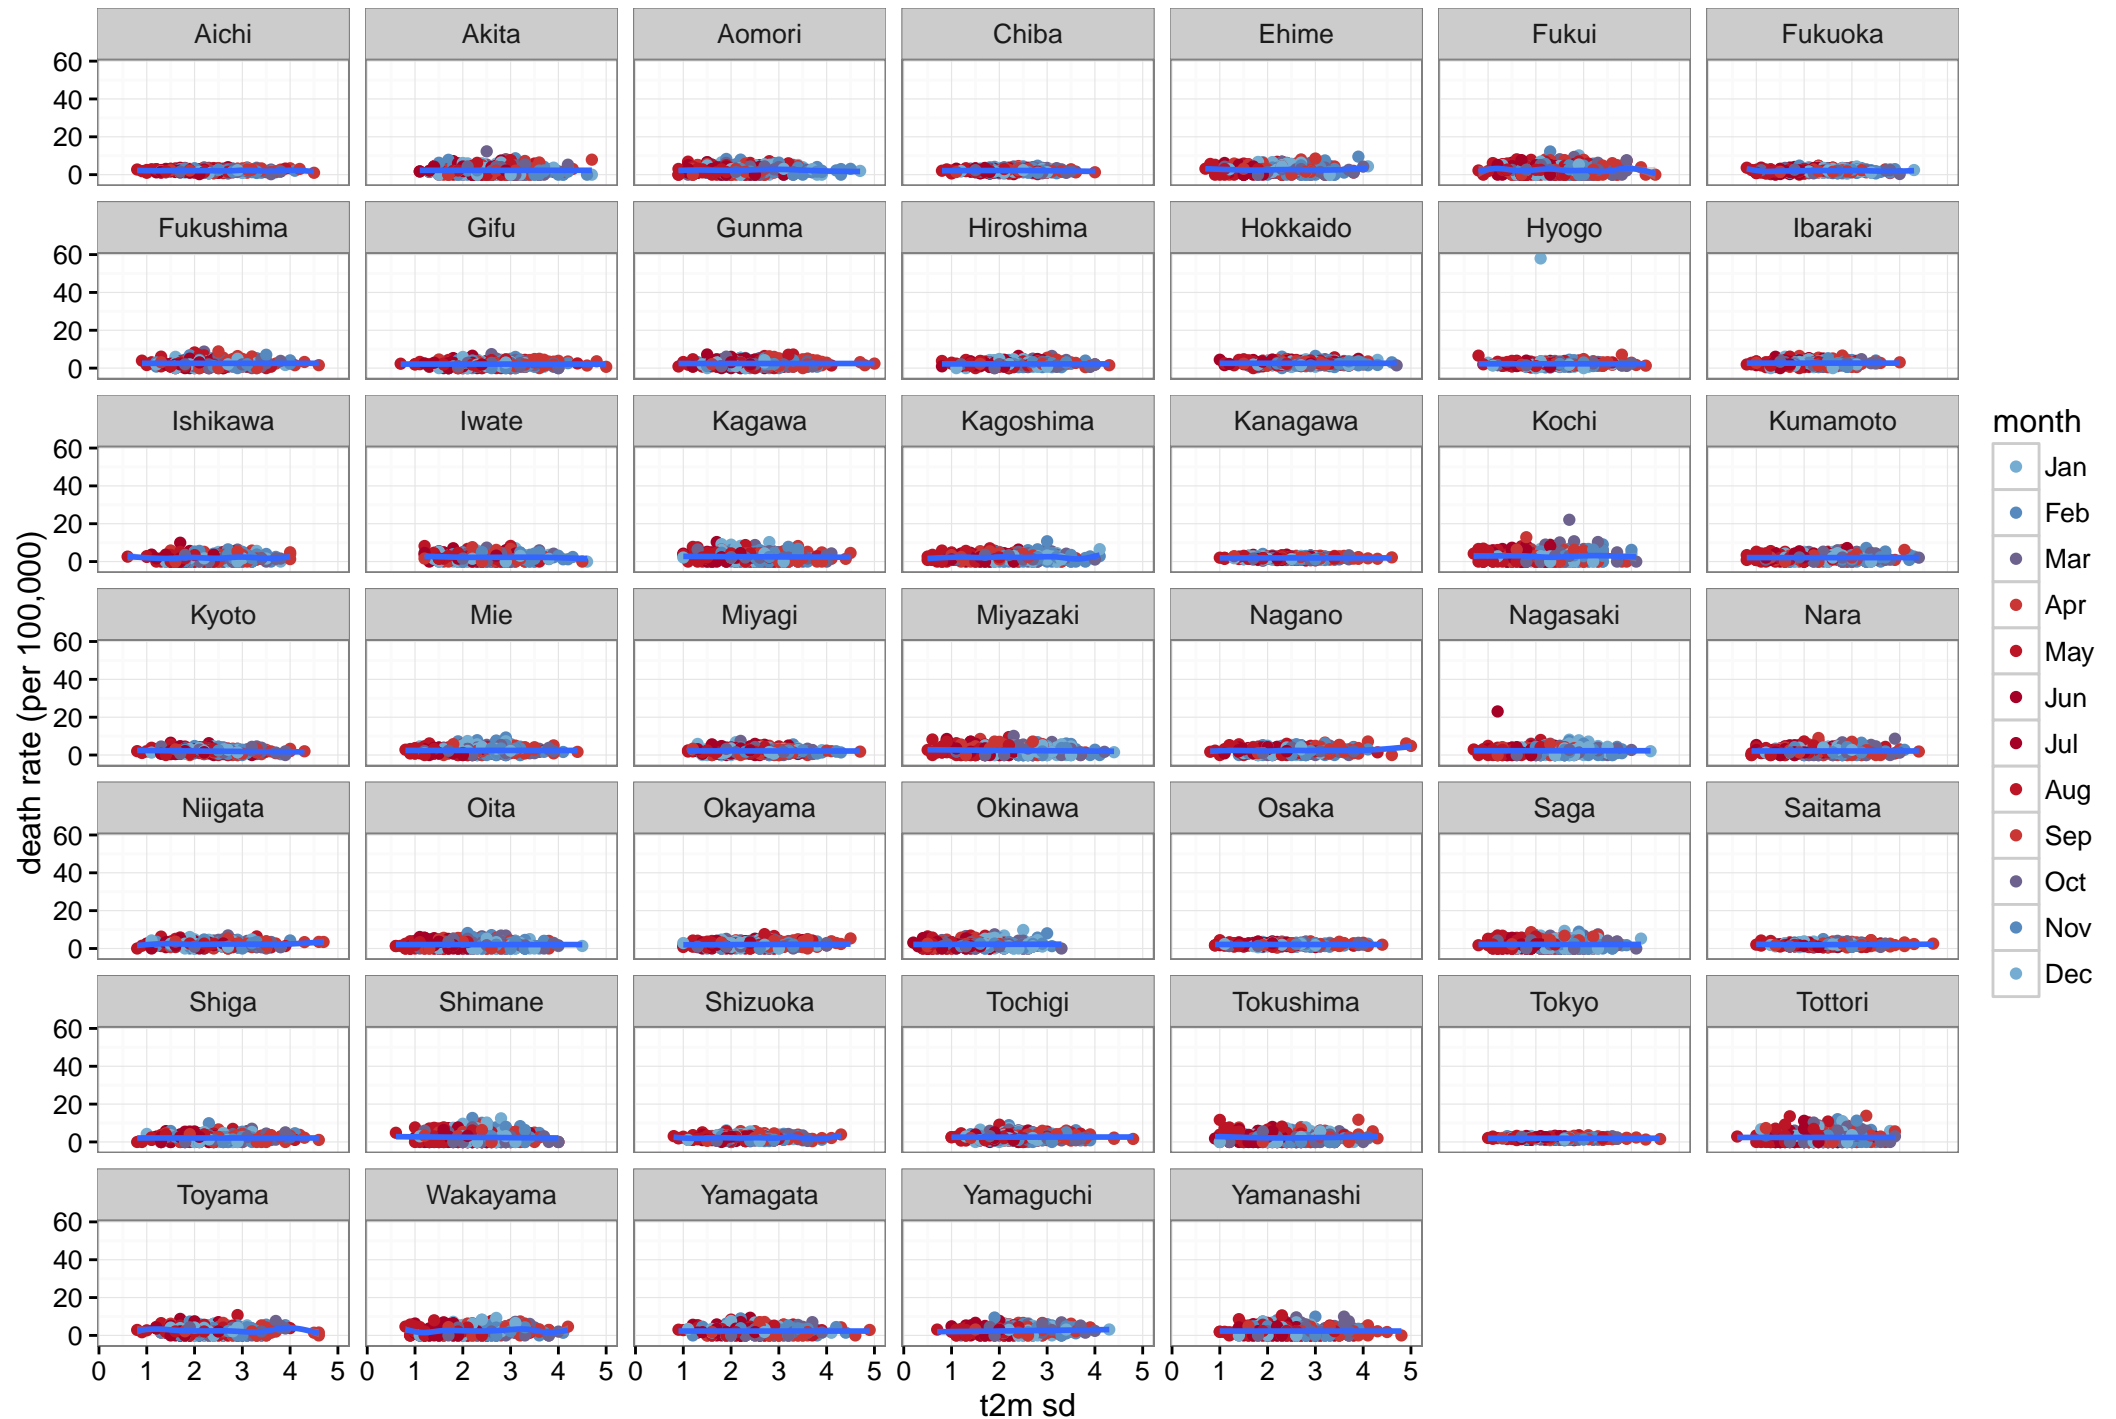 Aichi Akita Aomori Chiba Ehime Fukui Fukuoka
60
40
20
0
Fukushima Gifu Gunma Hiroshima Hokkaido Hyogo Ibaraki
60
40
20
0
Ishikawa Iwate Kagawa Kagoshima Kanagawa Kochi Kumamoto
60
40
20
0
Kyoto Mie Miyagi Miyazaki Nagano Nagasaki Nara
60
40
20
0
Niigata Oita Okayama Okinawa Osaka Saga Saitama
60
40
20
0
Shiga Shimane Shizuoka Tochigi Tokushima Tokyo Tottori
60
40
20
0
Toyama Wakayama Yamagata Yamaguchi Yamanashi
60
40
20
0
0 1 2 3 4 5 0 1 2 3 4 5 0 1 2 3 4 5 0 1 2 3 4 5 0 1 2 3 4 5
t2m sd
death rate (per 100,000)
month
Jan
Feb
Mar
Apr
May
Jun
Jul
Aug
Sep
Oct
Nov
Dec